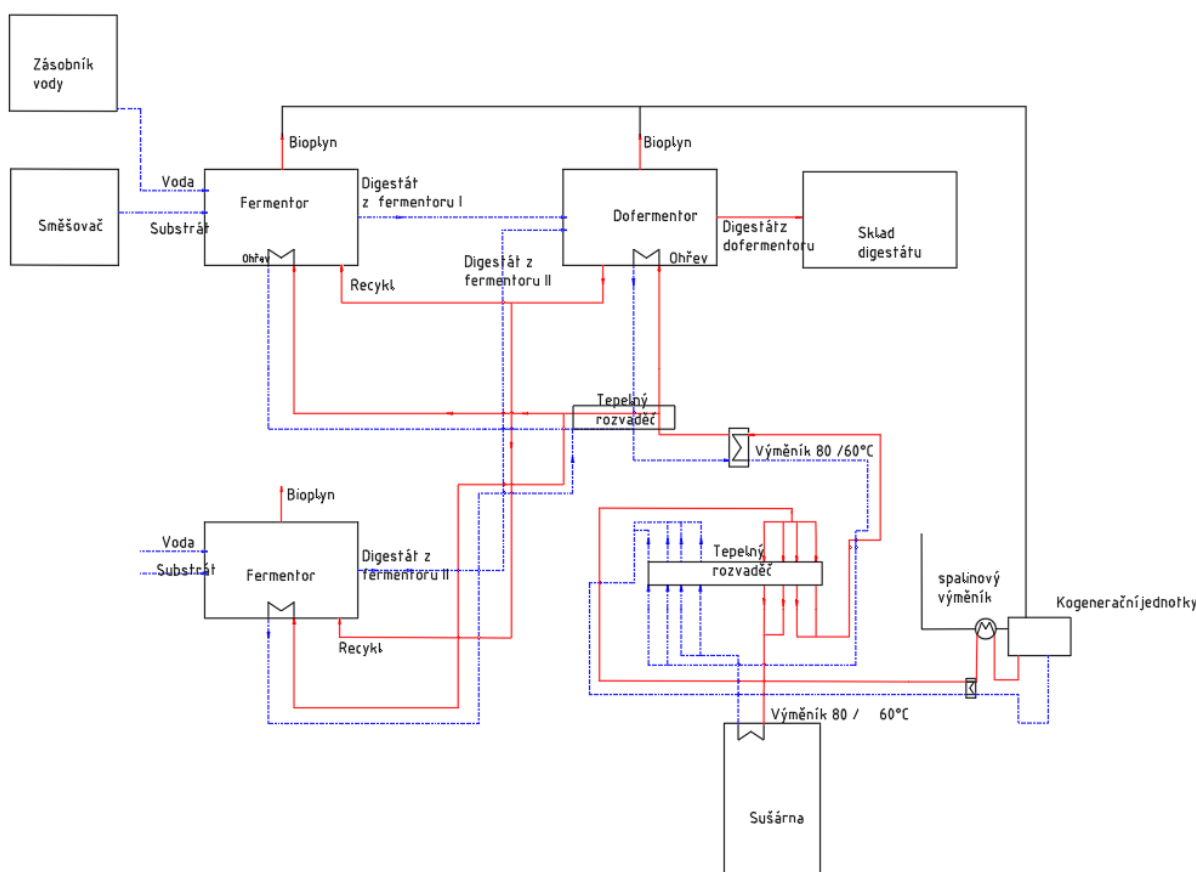 Zásobník
vody
Směšovač
Voda
Substrát
Bioplyn
Fermentor
Ohřev
Digestát
z fermentoru I
Recykl
Bioplyn
Dofermentor
Ohřev
Digestát z
fermentoru II
Digestátz
dofermentoru
Sklad
digestátu
Tepelný
rozvaděč
Výměník 80 /60°C
Bioplyn
Voda
Substrát
Fermentor
Digestát z
fermentoru II
Recykl
Tepelný
rozvaděč
spalinový
výměník
Kogeneračníjednotky
Výměník 80 / 60°C
Sušárna